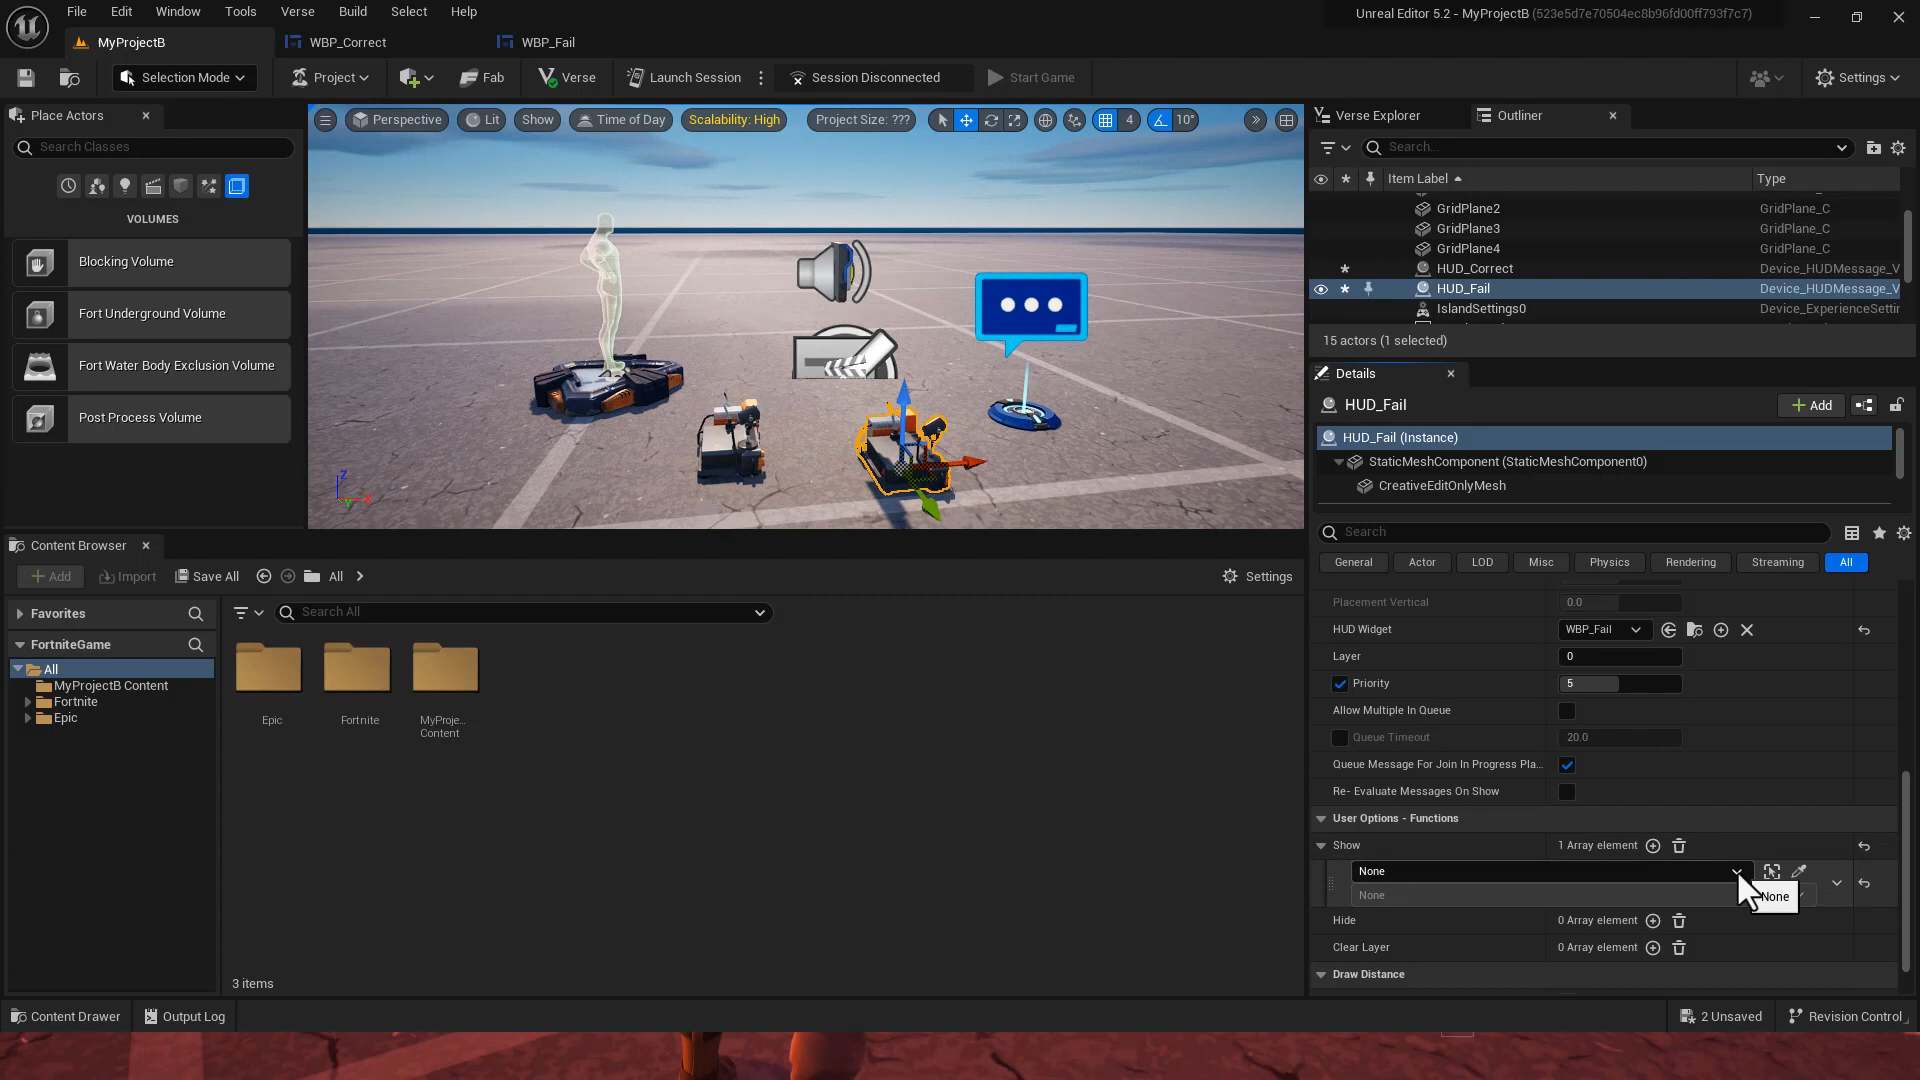 File Edit Window Tools Verse Build Select Help
Unreal Editor 5.2 - MyProjectB (523e5d7e70504ec8b96fd00ff793f7c7)
MyProjectB WBP_Correct WBP_Fail
Selection Mode Project Fab Verse Launch Session Session Disconnected Start Game Settings
Place Actors
Search Classes
VOLUMES
Blocking Volume
Fort Underground Volume
Fort Water Body Exclusion Volume
Post Process Volume
Perspective Lit Show Time of Day Scalability: High Project Size: ??? 4 10°
Z
X
Verse Explorer Outliner
Search...
Item Label Type
GridPlane2 GridPlane_C
GridPlane3 GridPlane_C
GridPlane4 GridPlane_C
HUD_Correct Device_HUDMessage_V
HUD_Fail Device_HUDMessage_V
IslandSettings0 Device_ExperienceSettin
15 actors (1 selected)
Details
HUD_Fail Add
HUD_Fail (Instance)
StaticMeshComponent (StaticMeshComponent0)
CreativeEditOnlyMesh
Search
General Actor LOD Misc Physics Rendering Streaming All
Placement Vertical 0.0
HUD Widget WBP_Fail
Layer 0
Priority 5
Allow Multiple In Queue
Queue Timeout 20.0
Queue Message For Join In Progress Pla...
Re- Evaluate Messages On Show
User Options - Functions
Show 1 Array element
None
None
None
Hide 0 Array element
Clear Layer 0 Array element
Draw Distance
Content Browser
Add Import Save All All Settings
Favorites
FortniteGame
All
MyProjectB Content
Fortnite
Epic
Search All
Epic
Fortnite
MyProje...
Content
3 items
Content Drawer Output Log 2 Unsaved Revision Control